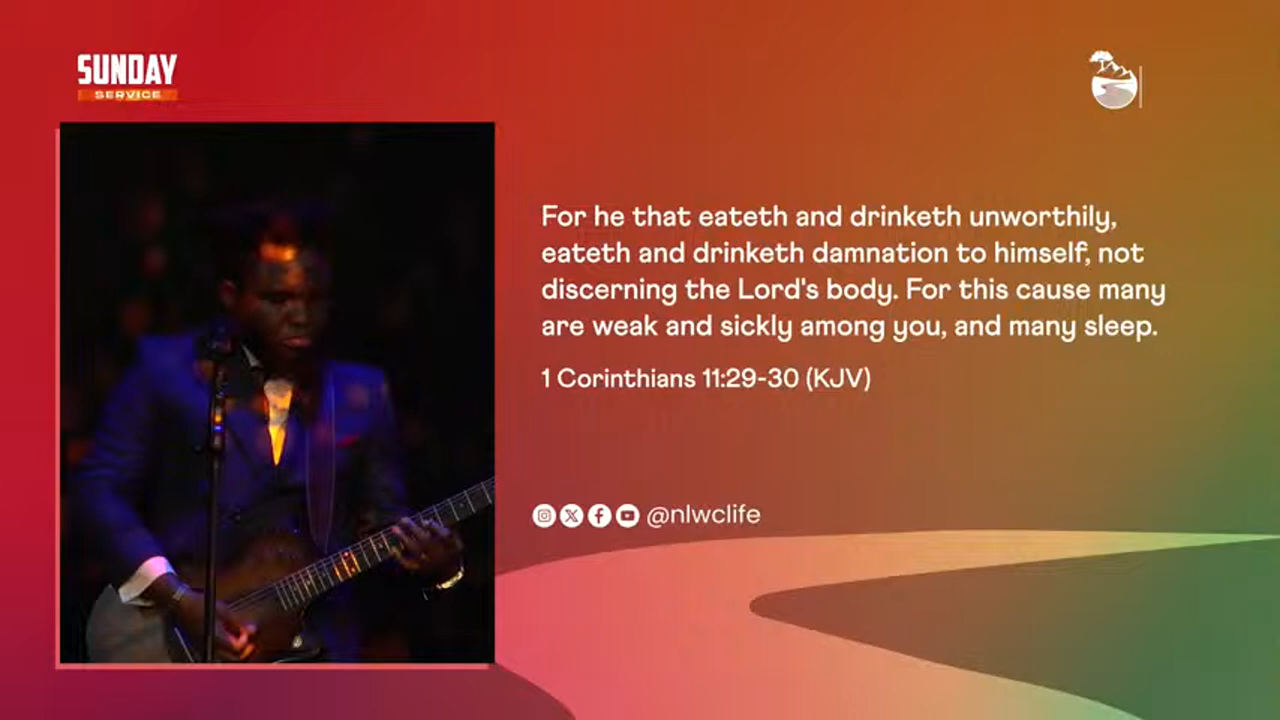 SUNDAY
SERVICE
For he that eateth and drinketh unworthily,
eateth and drinketh damnation to himself, not
discerning the Lord's body. For this cause many
are weak and sickly among you, and many sleep.
1 Corinthians 11:29-30 (KJV)
@nlwclife